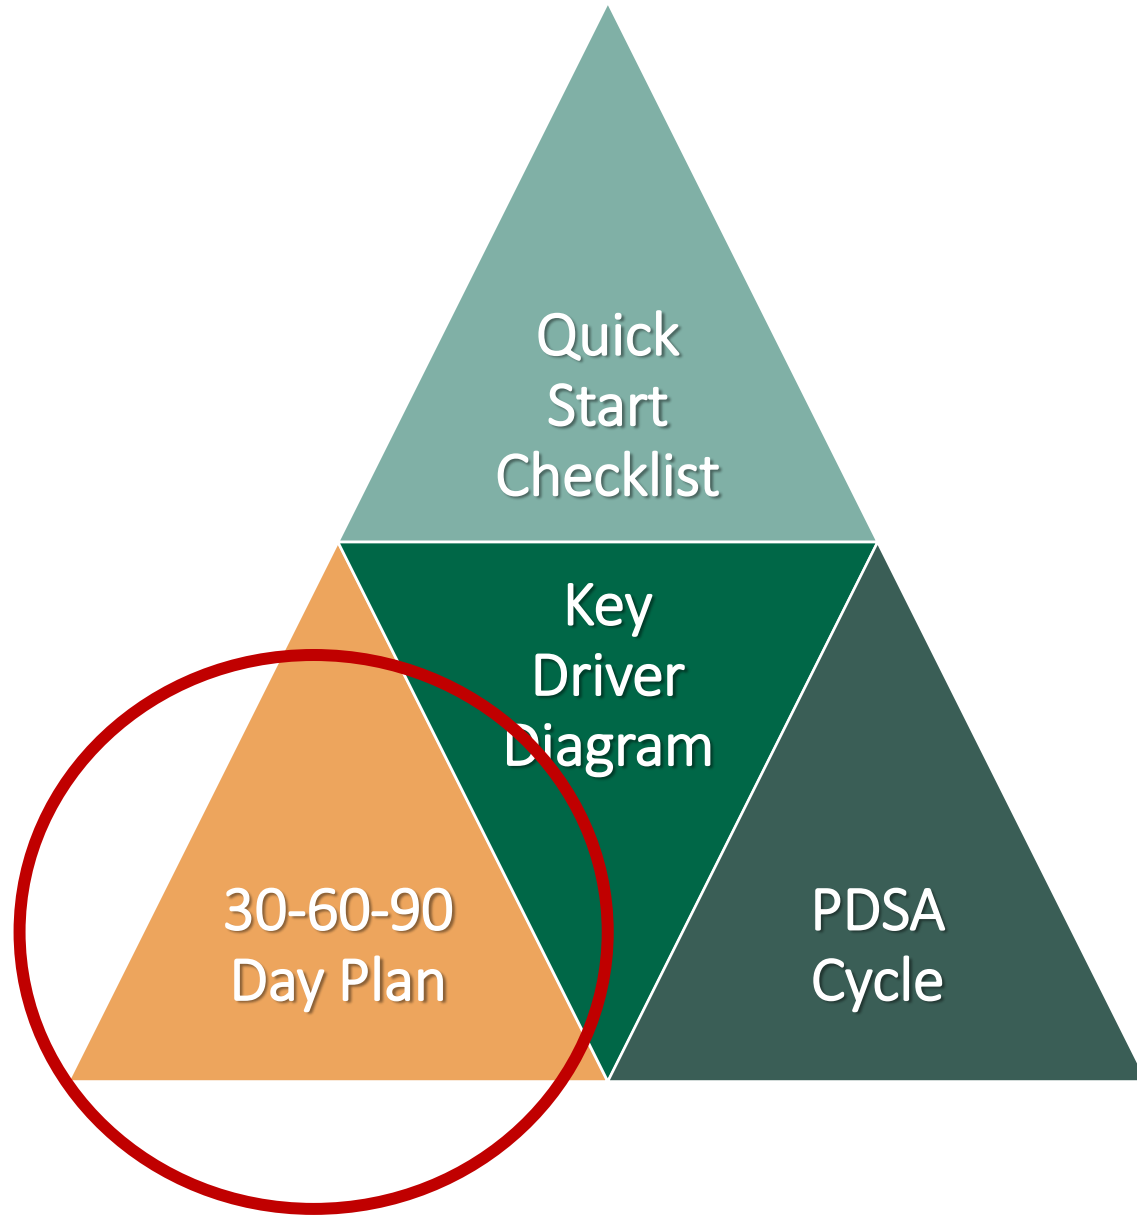 Quick
Start
Checklist
Key
Driver
Diagram
30-60-90
Day Plan
PDSA
Cycle